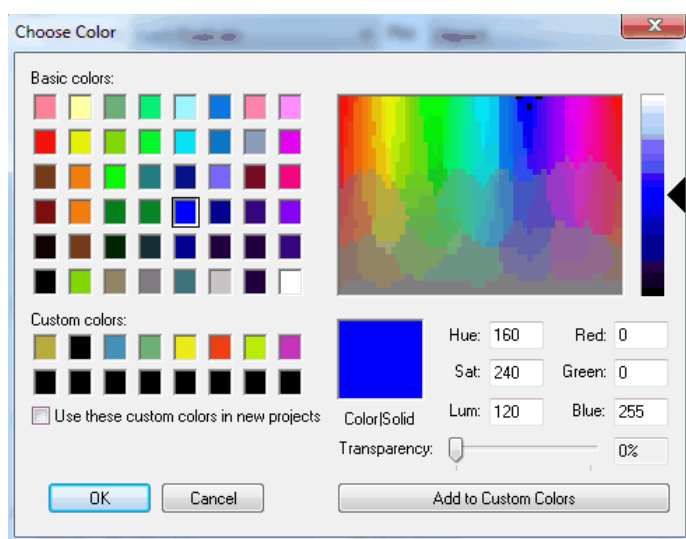 Choose Color
Basic colors:
Custom colors:
Use these custom colors in new projects
OK
Cancel
Color|Solid
Hue: 160
Red: 0
Sat: 240
Green: 0
Lum: 120
Blue: 255
Transparency:
0%
Add to Custom Colors